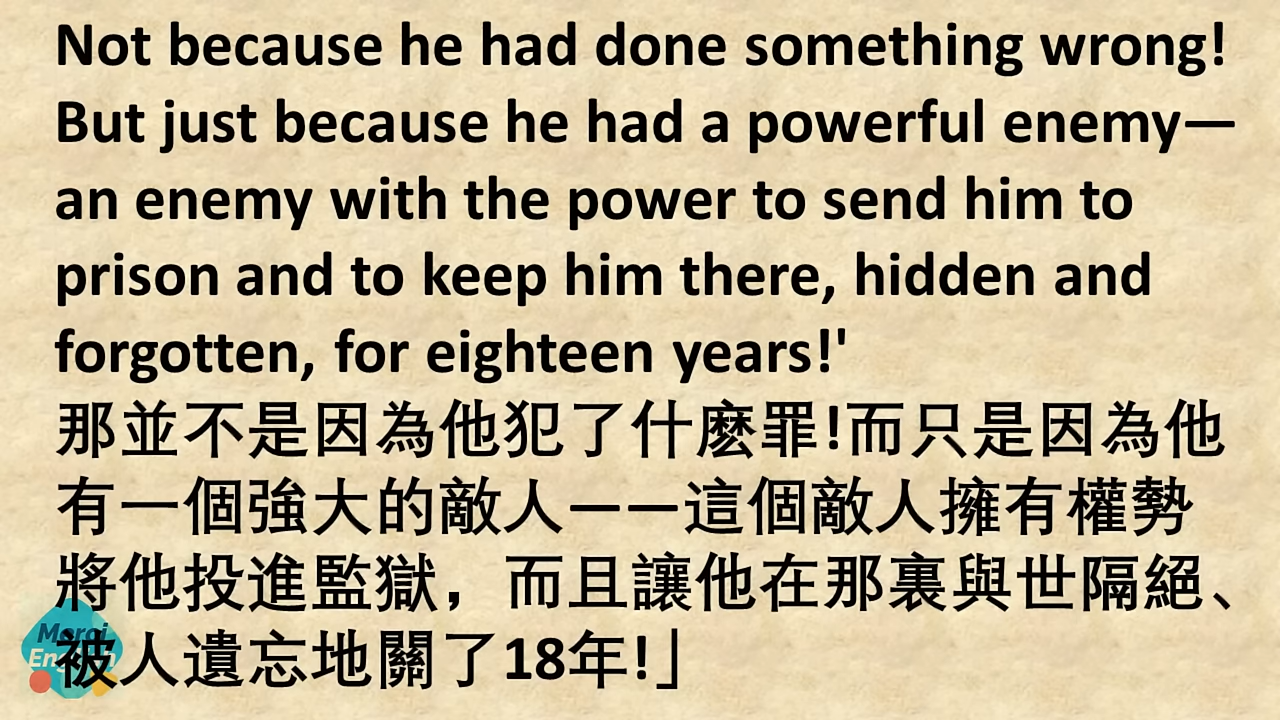 Not because he had done something wrong!
But just because he had a powerful enemy—
an enemy with the power to send him to
prison and to keep him there, hidden and
forgotten, for eighteen years!'
那並不是因為他犯了什麽罪!而只是因為他
有一個強大的敵人——這個敵人擁有權勢
將他投進監獄，而且讓他在那裏與世隔絕、
被人遺忘地關了18年!」
Merci
English